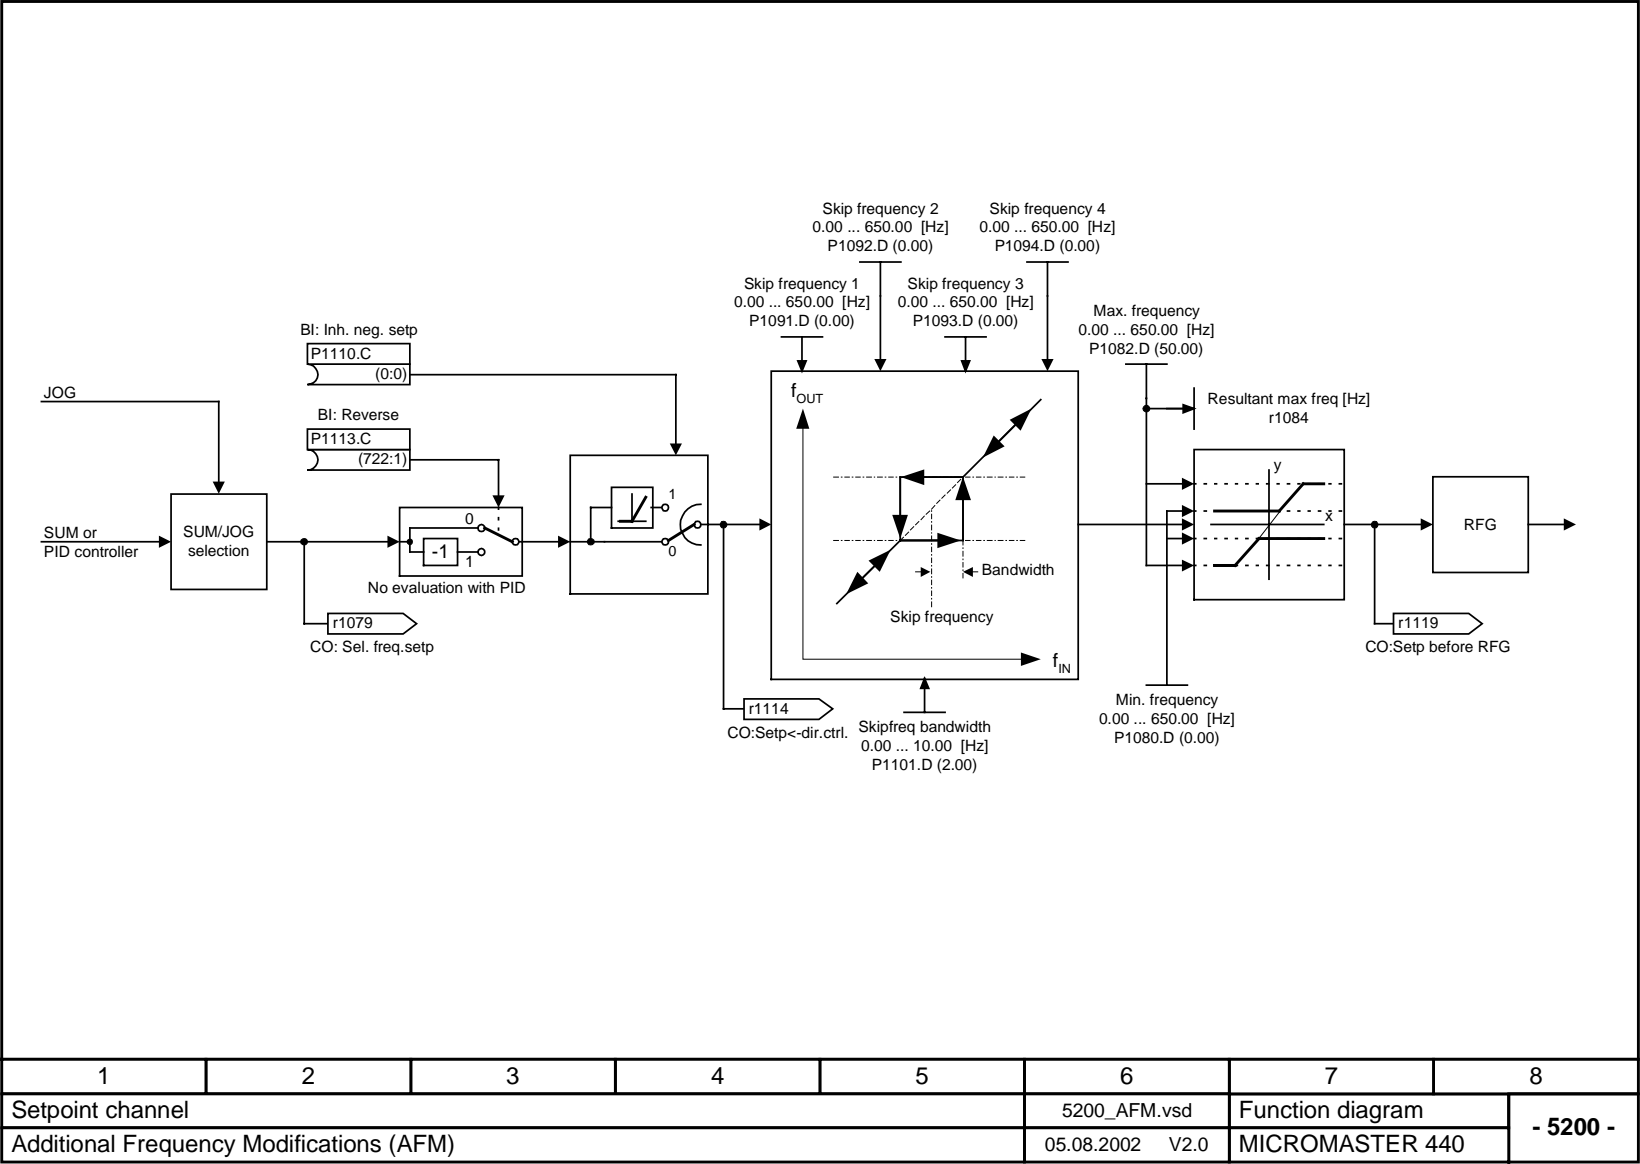 Skip frequency 2
0.00 ... 650.00  [Hz]
P1092.D (0.00)
Skip frequency 4
0.00 ... 650.00  [Hz]
P1094.D (0.00)
Skip frequency 1
0.00 ... 650.00  [Hz]
P1091.D (0.00)
Skip frequency 3
0.00 ... 650.00  [Hz]
P1093.D (0.00)
Max. frequency
0.00 ... 650.00  [Hz]
P1082.D (50.00)
BI: Inh. neg. setp
P1110.C
(0:0)
BI: Reverse
P1113.C
(722:1)
JOG
SUM or
PID controller
SUM/JOG
selection
0
-1
1
No evaluation with PID
r1079
CO: Sel. freq.setp
1
0
r1114
CO:Setp<-dir.ctrl.
fOUT
Bandwidth
Skip frequency
fIN
Skipfreq bandwidth
0.00 ... 10.00  [Hz]
P1101.D (2.00)
Resultant max freq [Hz]
r1084
y
x
Min. frequency
0.00 ... 650.00  [Hz]
P1080.D (0.00)
RFG
r1119
CO:Setp before RFG
1 2 3 4 5 6 7 8
Setpoint channel
5200_AFM.vsd
Function diagram
- 5200 -
Additional Frequency Modifications (AFM)
05.08.2002 V2.0
MICROMASTER 440